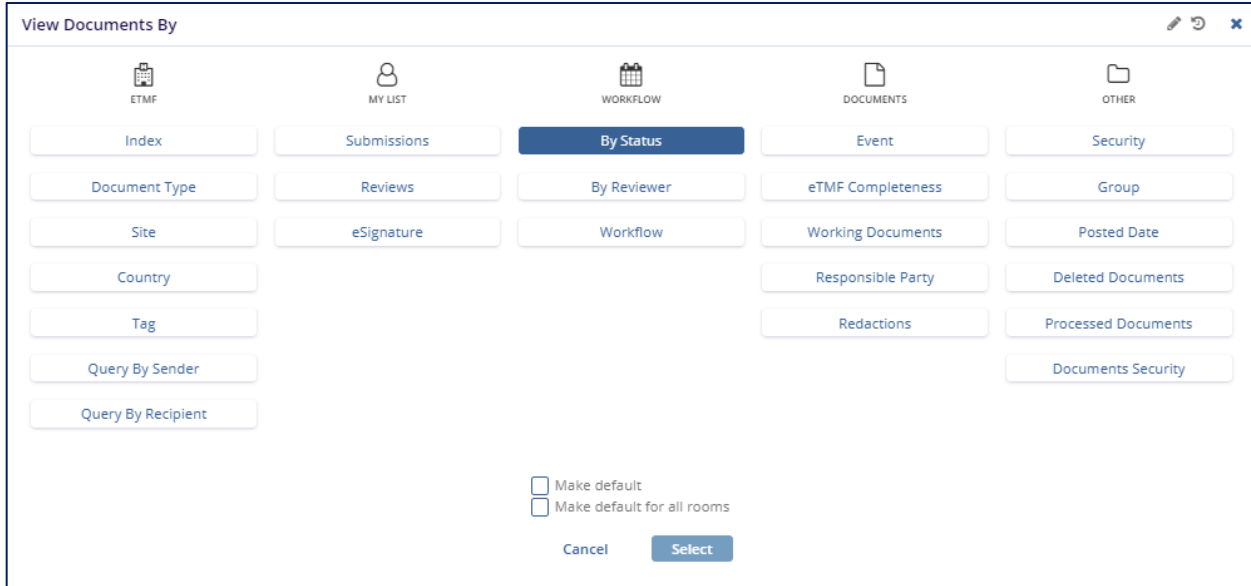 View Documents By
ETMF
MY LIST
WORKFLOW
DOCUMENTS
OTHER
Index
Submissions
By Status
Event
Security
Document Type
Reviews
By Reviewer
eTMF Completeness
Group
Site
eSignature
Workflow
Working Documents
Posted Date
Country
Responsible Party
Deleted Documents
Tag
Redactions
Processed Documents
Query By Sender
Documents Security
Query By Recipient
Make default
Make default for all rooms
Cancel
Select